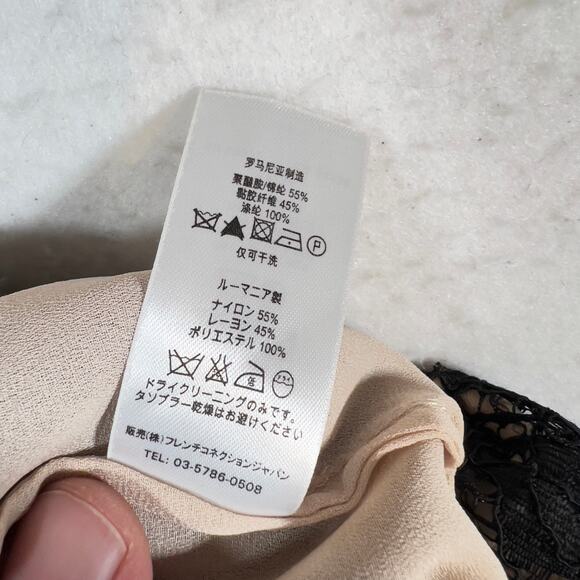 罗马尼亚制造
聚醯胺/锦纶 55%
黏胶纤维 45%
涤纶 100%
P
仅可干洗
ルーマニア製
ナイロン 55%
レーヨン 45%
ポリエステル 100%
ドライクリーニングのみです。
タンブラー乾燥はお避けください
販売(株)フレンチコネクションジャパン
TEL: 03-5786-0508